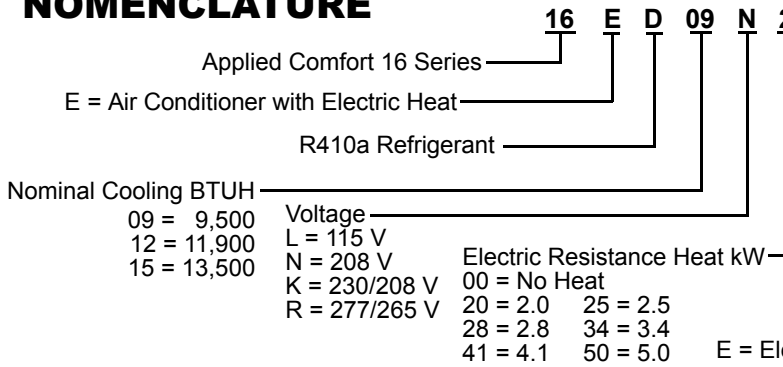 NOMENCLATURE
16 E D 09 N
Applied Comfort 16 Series
E = Air Conditioner with Electric Heat
R410a Refrigerant
Nominal Cooling BTUH
09 = 9,500
12 = 11,900
15 = 13,500
Voltage
L = 115 V
N = 208 V
K = 230/208 V
R = 277/265 V
Electric Resistance Heat kW
00 = No Heat
20 = 2.0 25 = 2.5
28 = 2.8 34 = 3.4
41 = 4.1 50 = 5.0
E =